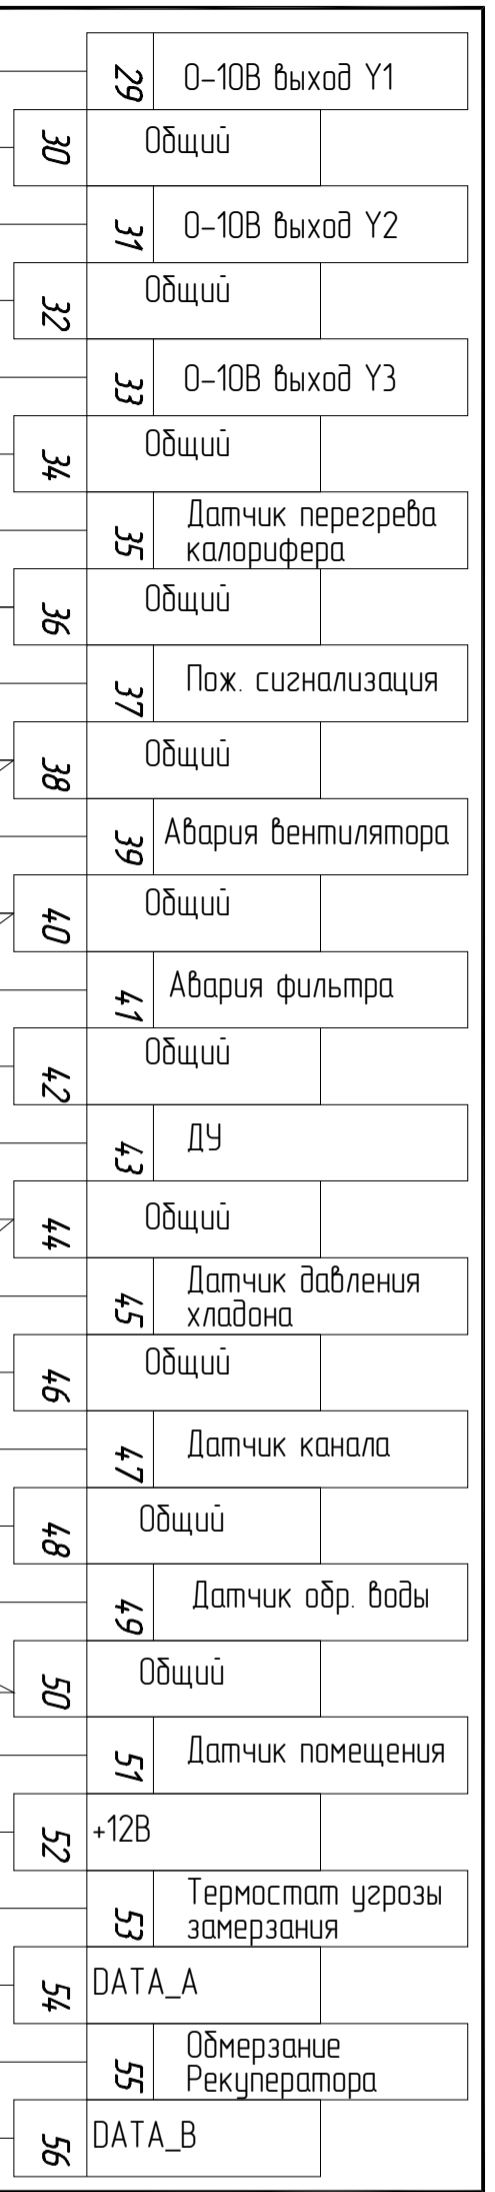 29 0-10В выход Y1
30 Общий
31 0-10В выход Y2
32 Общий
33 0-10В выход Y3
34 Общий
35 Датчик перегрева
калорифера
36 Общий
37 Пож. сигнализация
38 Общий
39 Авария вентилятора
40 Общий
41 Авария фильтра
42 Общий
43 ДУ
44 Общий
45 Датчик давления
хладона
46 Общий
47 Датчик канала
48 Общий
49 Датчик обр. воды
50 Общий
51 Датчик помещения
52 +12В
53 Термостат угрозы
замерзания
54 DATA_A
55 Обмерзание
Рекуператора
56 DATA_B